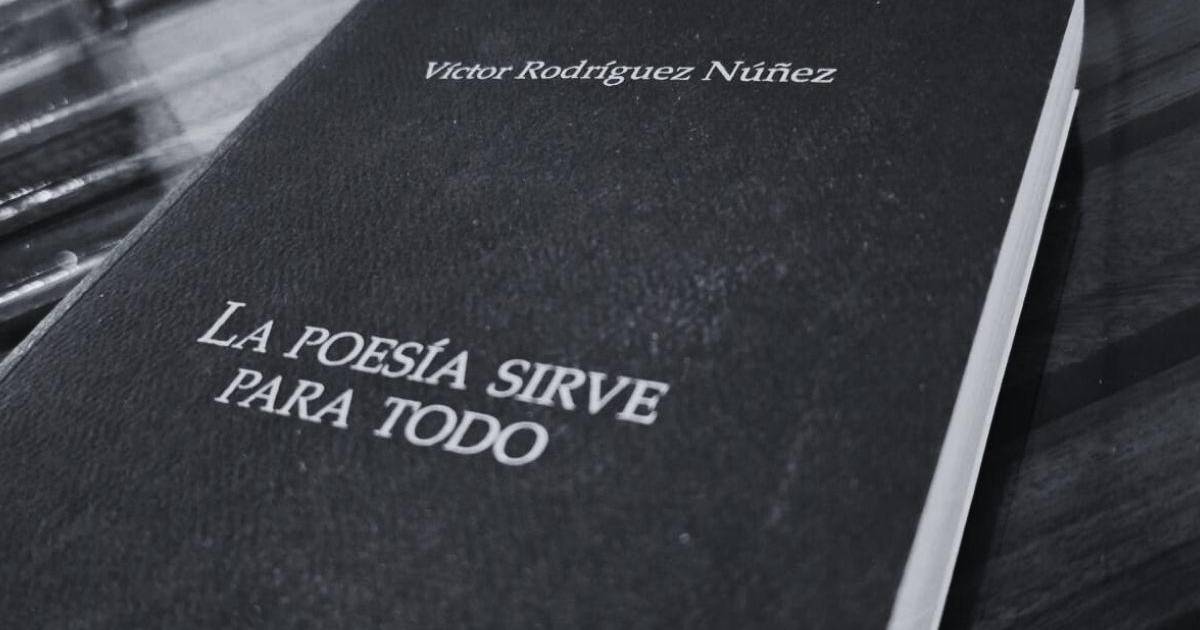 Víctor Rodríguez Núñez
LA POESÍA SIRVE
PARA TODO